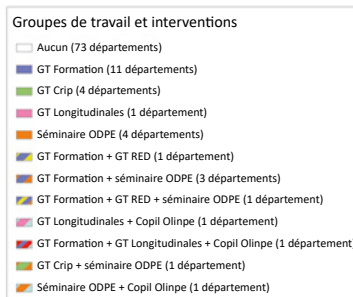 Groupes de travail et interventions
Aucun (73 départements)
GT Formation (11 départements)
GT Crip (4 départements)
GT Longitudinales (1 département)
Séminaire ODPE (4 départements)
GT Formation + GT RED (1 département)
GT Formation + séminaire ODPE (3 départements)
GT Formation + GT RED + séminaire ODPE (1 département)
GT Longitudinales + Copil Olinpe (1 département)
GT Formation + GT Longitudinales + Copil Olinpe (1 département)
GT Crip + séminaire ODPE (1 département)
Séminaire ODPE + Copil Olinpe (1 département)